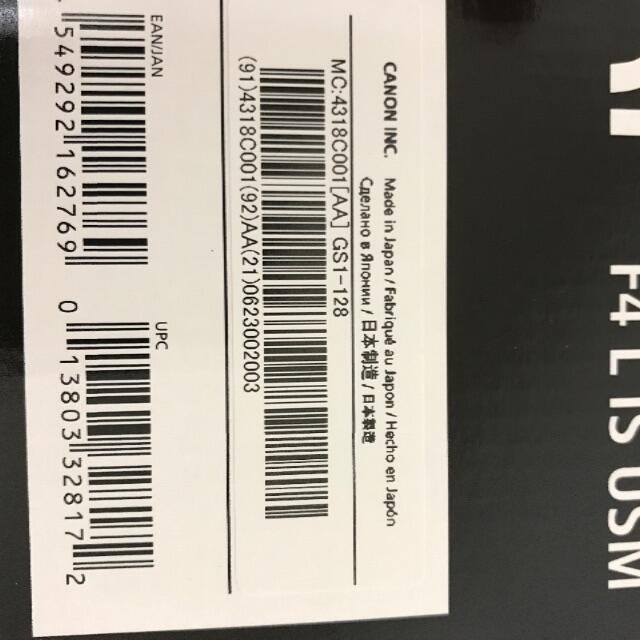 F4 L IS USM
CANON INC. Made in Japan / Fabriqué au Japon / Hecho en Japón
Сделано в Японии / 日本制造 / 日本製造
MC:4318C001[AA] GS1-128
(91)4318C001(92)AA(21)0623002003
EAN/JAN
549292162769
UPC
0 13803 32817 2